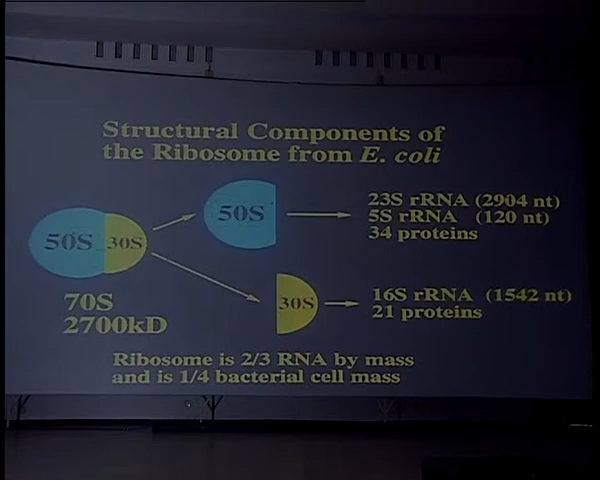 Structural Components of
the Ribosome from E. coli
50S 30S
70S
2700kD
50S
23S rRNA (2904 nt)
5S rRNA (120 nt)
34 proteins
30S
16S rRNA (1542 nt)
21 proteins
Ribosome is 2/3 RNA by mass
and is 1/4 bacterial cell mass